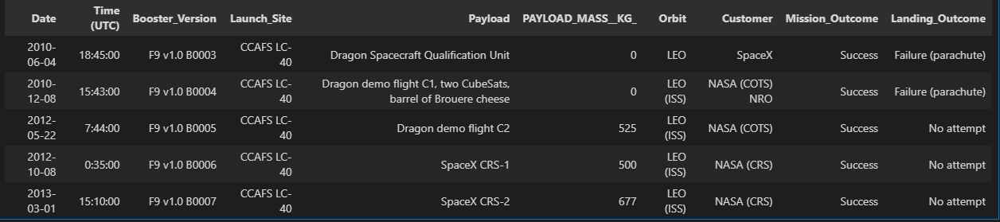 Date Time (UTC) Booster_Version Launch_Site Payload PAYLOAD_MASS__KG_ Orbit Customer Mission_Outcome Landing_Outcome
2010-06-04 18:45:00 F9 v1.0 B0003 CCAFS LC-40 Dragon Spacecraft Qualification Unit 0 LEO SpaceX Success Failure (parachute)
2010-12-08 15:43:00 F9 v1.0 B0004 CCAFS LC-40 Dragon demo flight C1, two CubeSats, barrel of Brouere cheese 0 LEO (ISS) NASA (COTS) NRO Success Failure (parachute)
2012-05-22 7:44:00 F9 v1.0 B0005 CCAFS LC-40 Dragon demo flight C2 525 LEO (ISS) NASA (COTS) Success No attempt
2012-10-08 0:35:00 F9 v1.0 B0006 CCAFS LC-40 SpaceX CRS-1 500 LEO (ISS) NASA (CRS) Success No attempt
2013-03-01 15:10:00 F9 v1.0 B0007 CCAFS LC-40 SpaceX CRS-2 677 LEO (ISS) NASA (CRS) Success No attempt